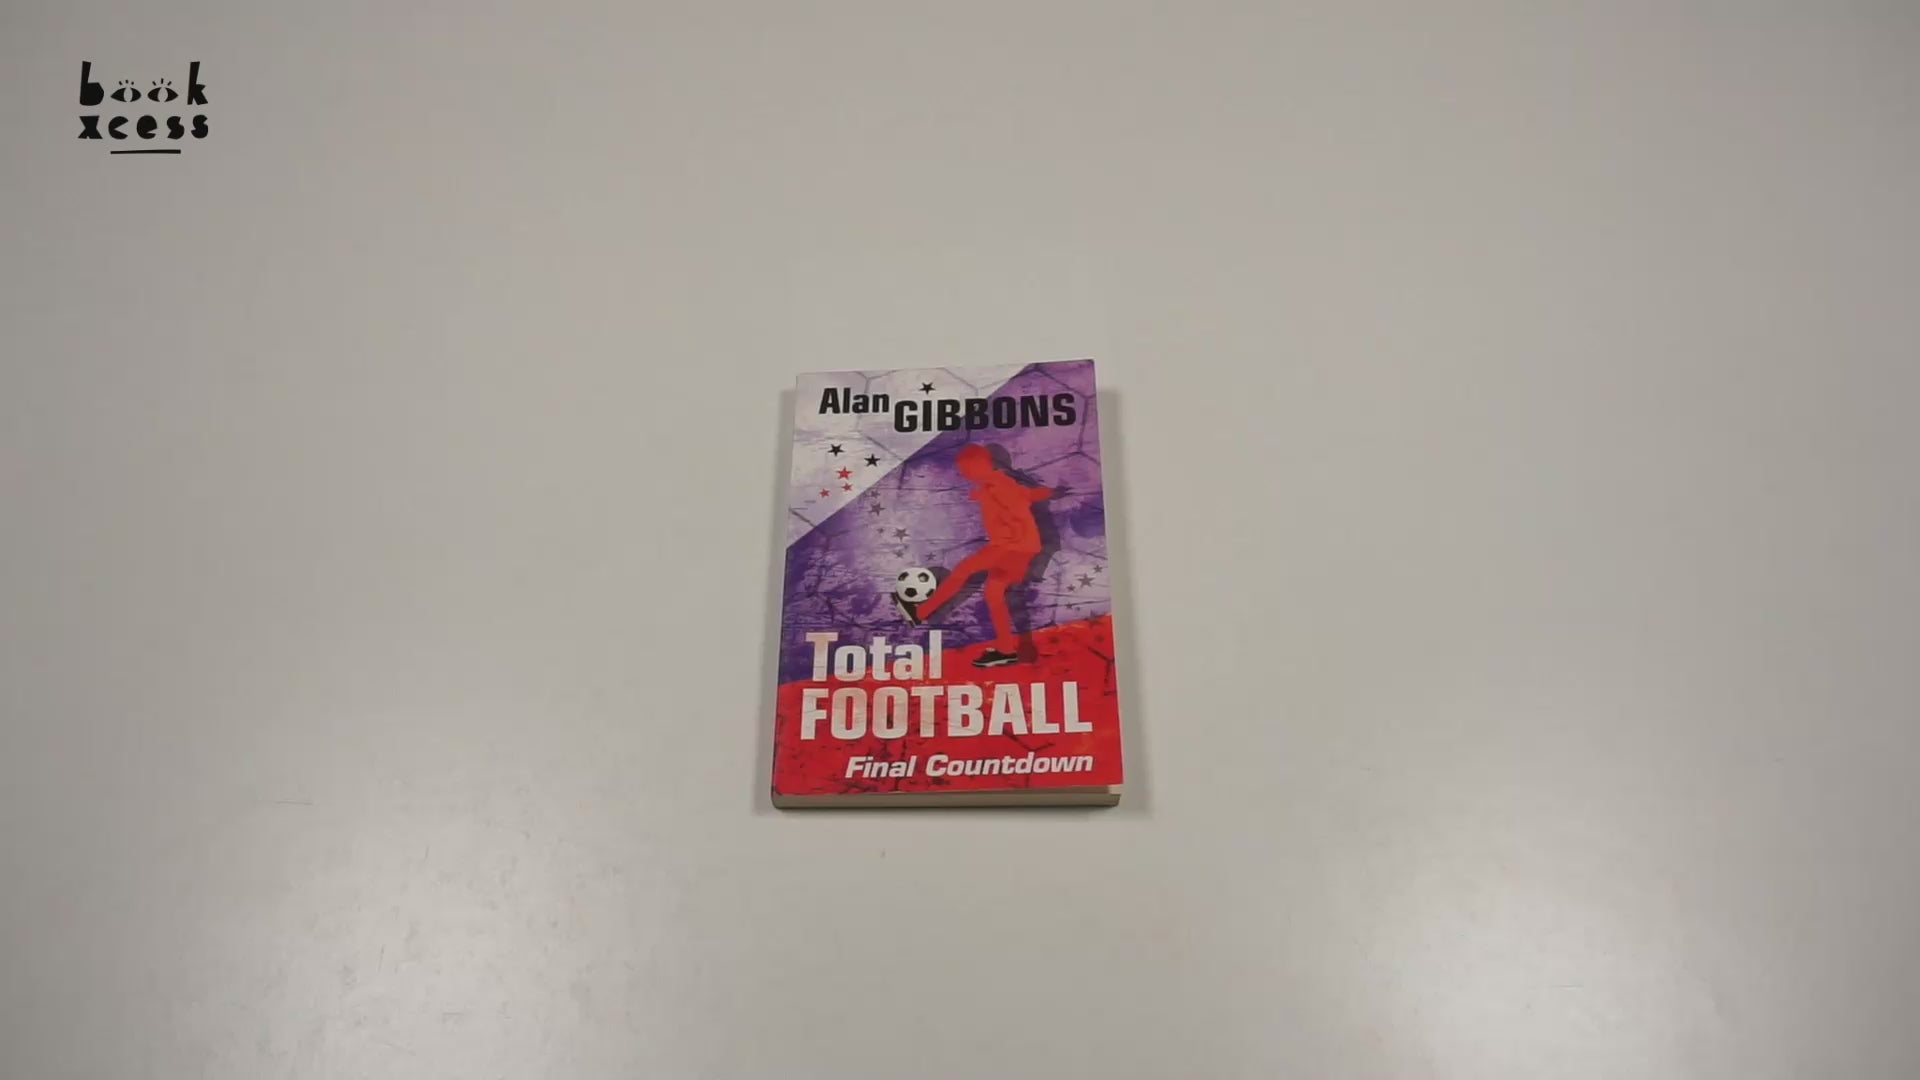 book
xcess
Alan GIBBONS
Total
FOOTBALL
Final Countdown